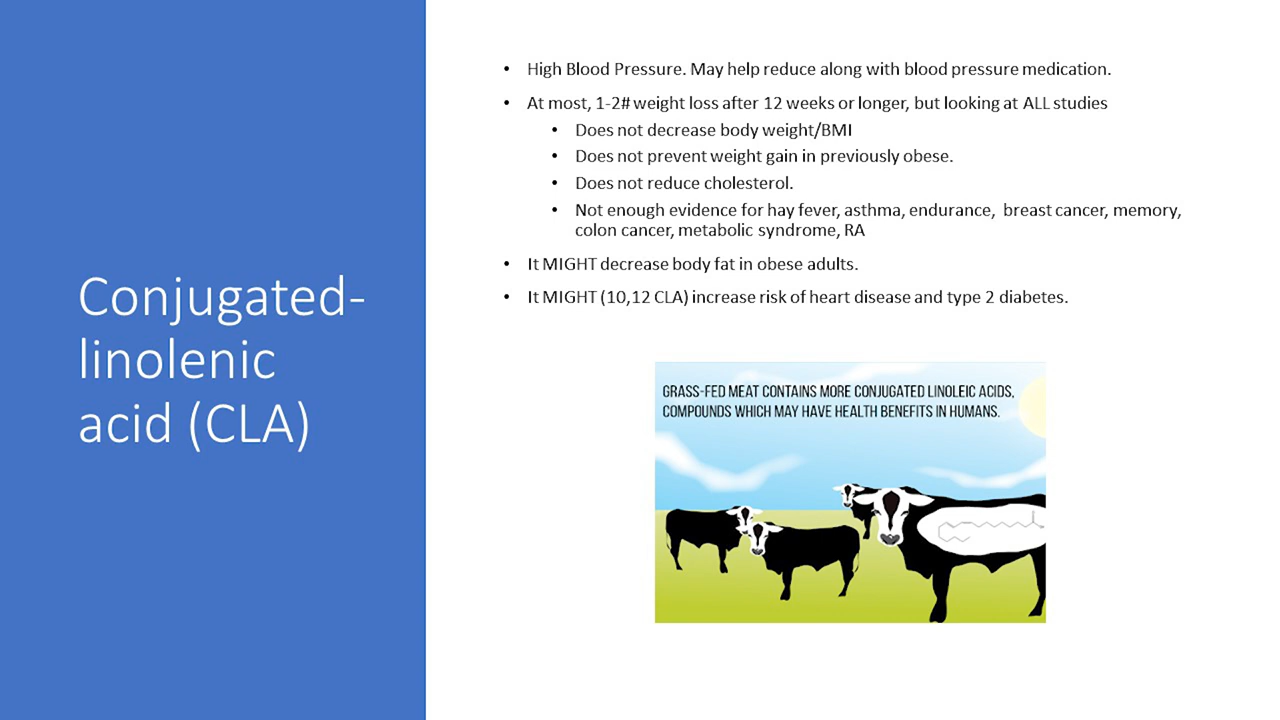 Conjugated-
linolenic
acid (CLA)
• High Blood Pressure. May help reduce along with blood pressure medication.
• At most, 1-2# weight loss after 12 weeks or longer, but looking at ALL studies
• Does not decrease body weight/BMI
• Does not prevent weight gain in previously obese.
• Does not reduce cholesterol.
• Not enough evidence for hay fever, asthma, endurance, breast cancer, memory,
colon cancer, metabolic syndrome, RA
• It MIGHT decrease body fat in obese adults.
• It MIGHT (10,12 CLA) increase risk of heart disease and type 2 diabetes.
GRASS-FED MEAT CONTAINS MORE CONJUGATED LINOLEIC ACIDS,
COMPOUNDS WHICH MAY HAVE HEALTH BENEFITS IN HUMANS.